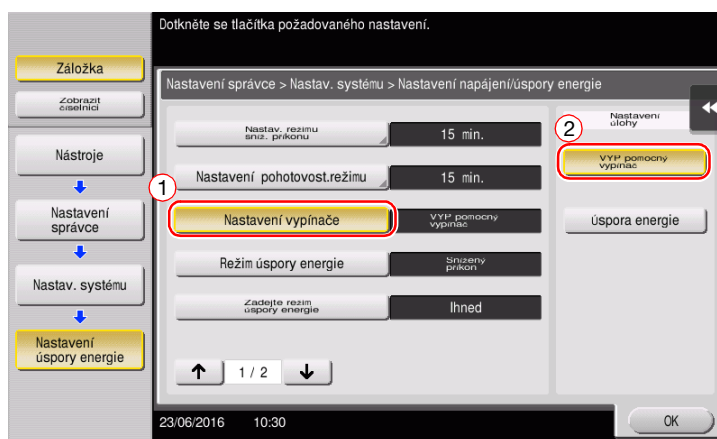 Dotkněte se tlačítka požadovaného nastavení.
Záložka
Zobrazit
číselnici
Nástroje
Nastavení
správce
Nastav. systému
Nastavení
úspory energie
Nastavení správce > Nastav. systému > Nastavení napájení/úspory energie
Nastav. režimu
sníž. příkonu
15 min.
Nastavení pohotovost.režimu
15 min.
1
Nastavení vypínače
VYP pomocný
vypínač
Režim úspory energie
Snížený
příkon
Zadejte režim
úspory energie
Ihned
1 / 2
Nastavení
úlohy
2
VYP pomocný
vypínač
úspora energie
23/06/2016 10:30
OK